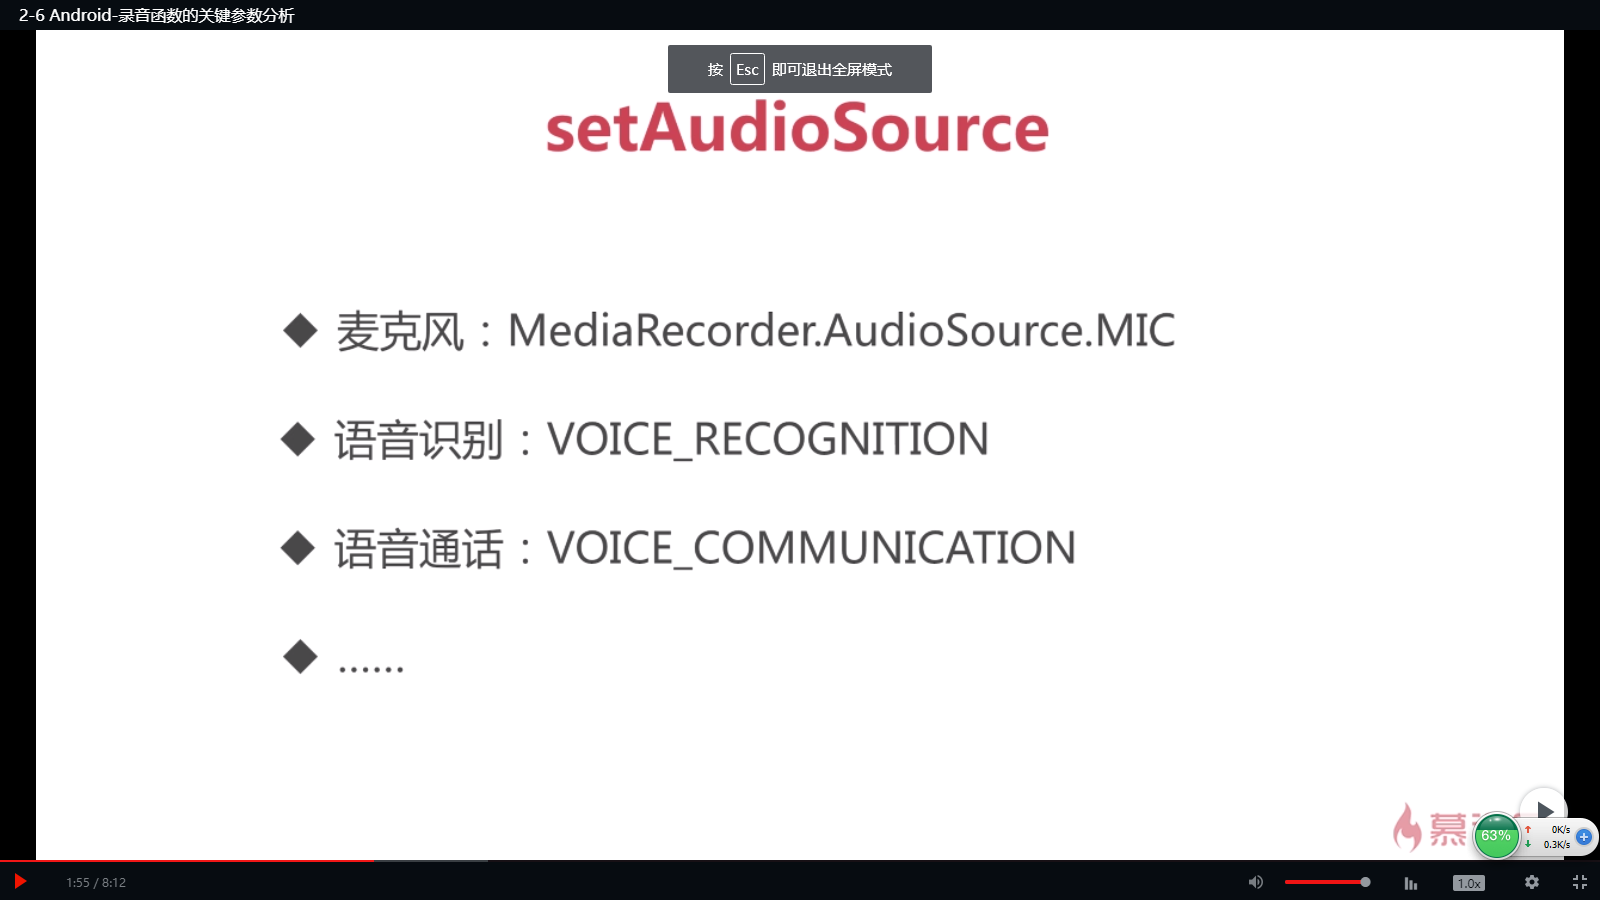 2-6 Android-录音函数的关键参数分析
按 Esc 即可退出全屏模式
setAudioSource
麦克风：MediaRecorder.AudioSource.MIC
语音识别：VOICE_RECOGNITION
语音通话：VOICE_COMMUNICATION
......
慕
63%
0K/s
0.3K/s
1:55 / 8:12
1.0x